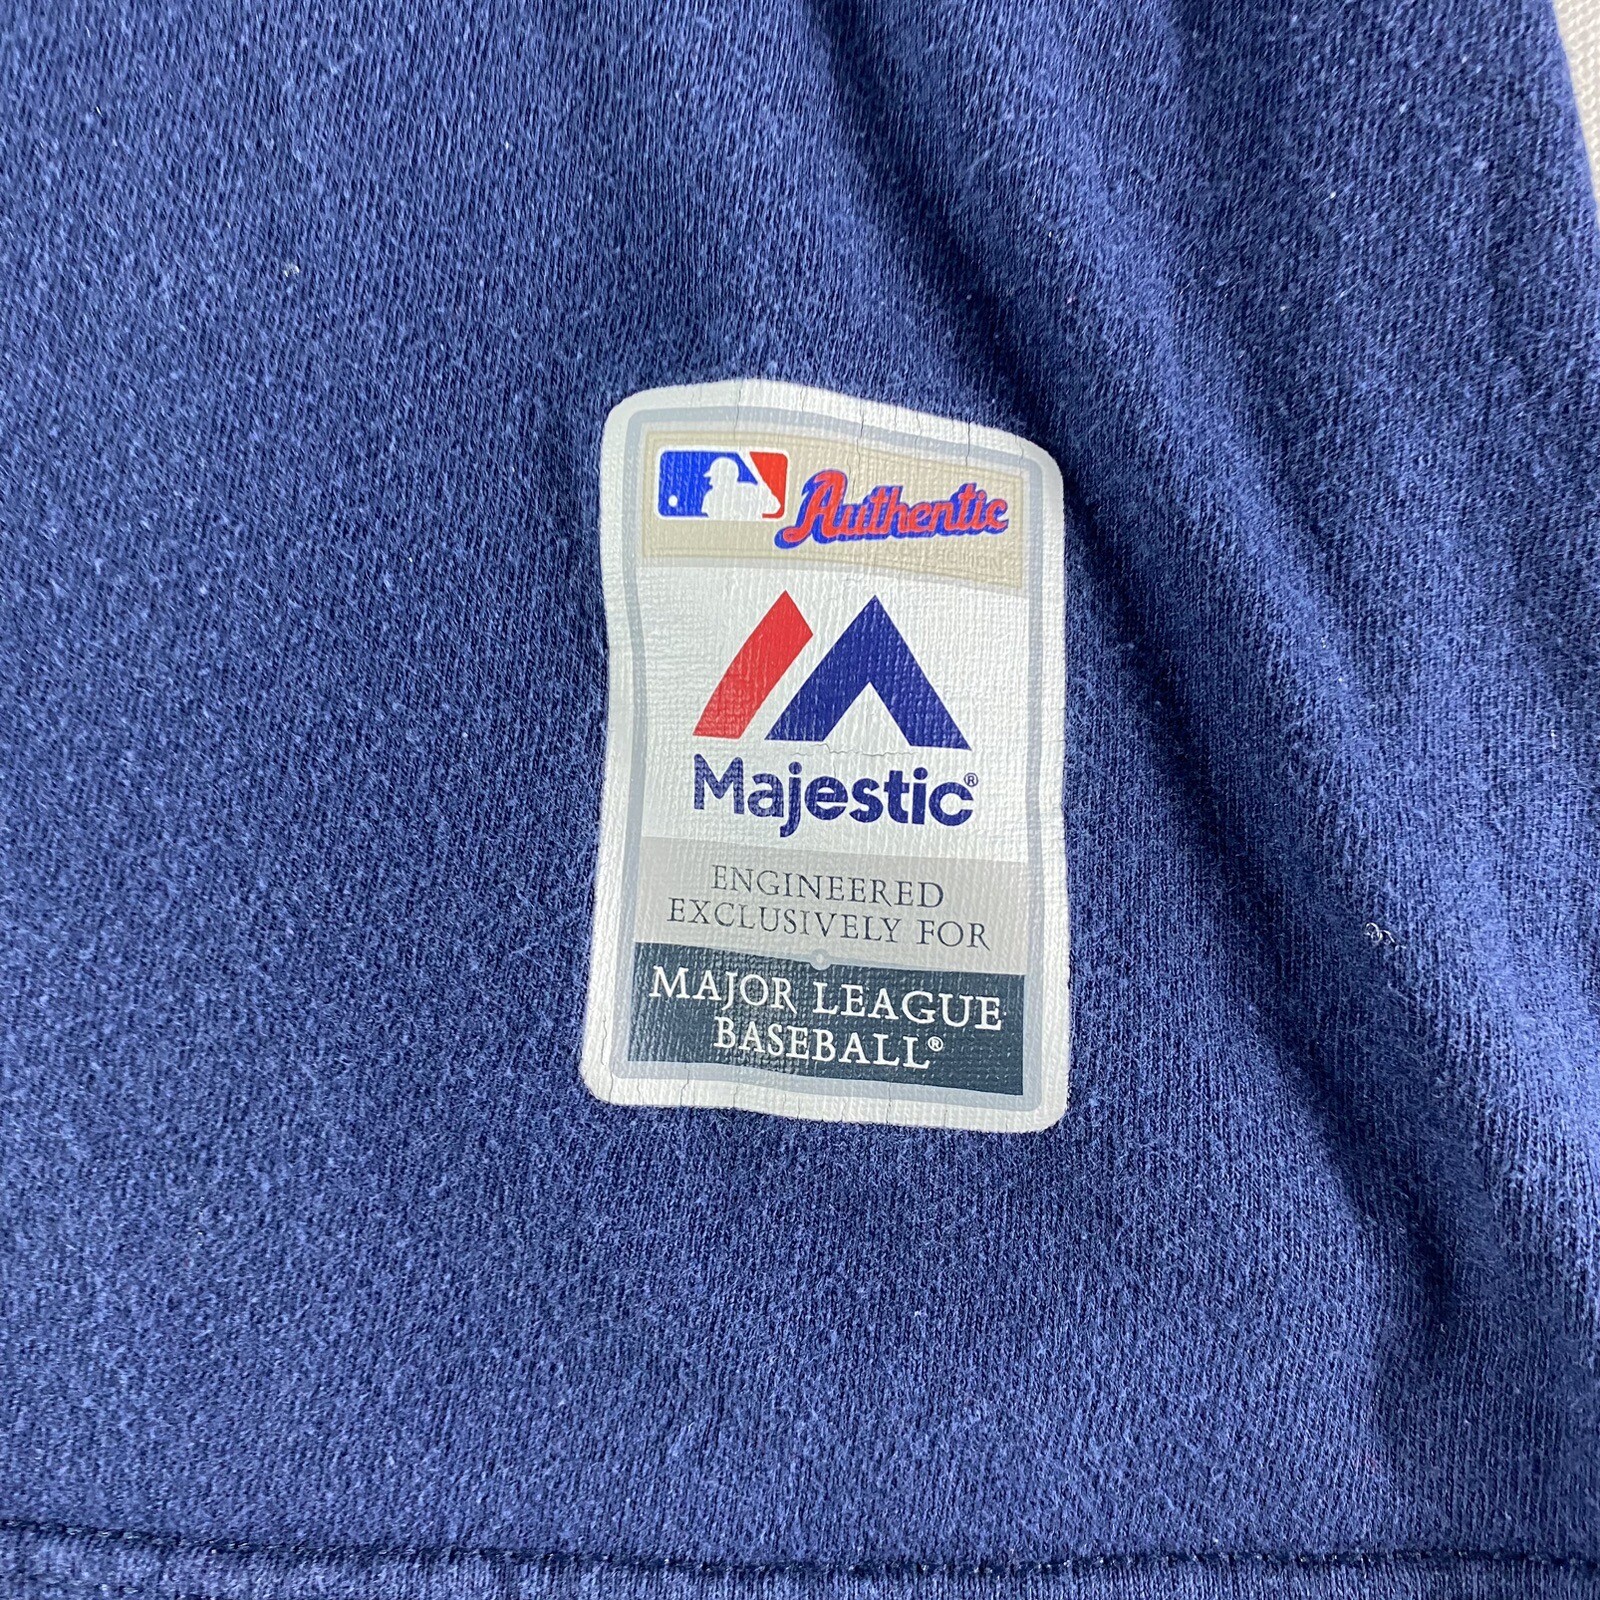 Authentic
Majestic®
ENGINEERED
EXCLUSIVELY FOR
MAJOR LEAGUE
BASEBALL®